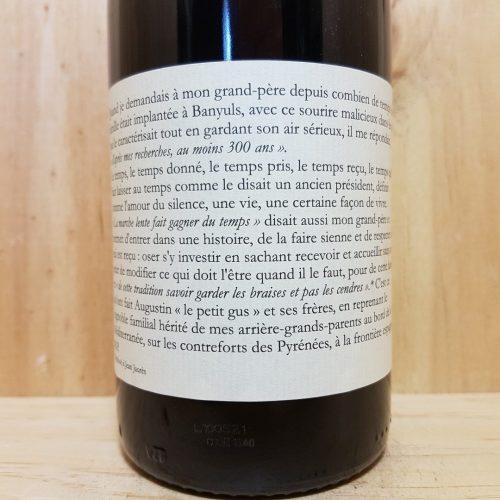 je demandais à mon grand-père depuis combien de
était implantée à Banyuls, avec ce sourire malicieux
le caractérisait tout en gardant son air sérieux, il me
après mes recherches, au moins 300 ans ».
temps, le temps donné, le temps pris, le temps reçu, le temps
laisser au temps comme le disait un ancien président,
l'amour du silence, une vie, une certaine façon de vivre.
marche lente fait gagner du temps » disait aussi mon grand-père
d'entrer dans une histoire, de la faire sienne et de
reçu : oser s'y investir en sachant recevoir et accueillir
de modifier ce qui doit l'être quand il le faut, pour de
de cette tradition savoir garder les braises et pas les cendres ».*
fait Augustin « le petit gus » et ses frères, en reprenant le
familial hérité de mes arrière-grands-parents au bord de
sur les contreforts des Pyrénées, à la frontière
Jean Jaurès